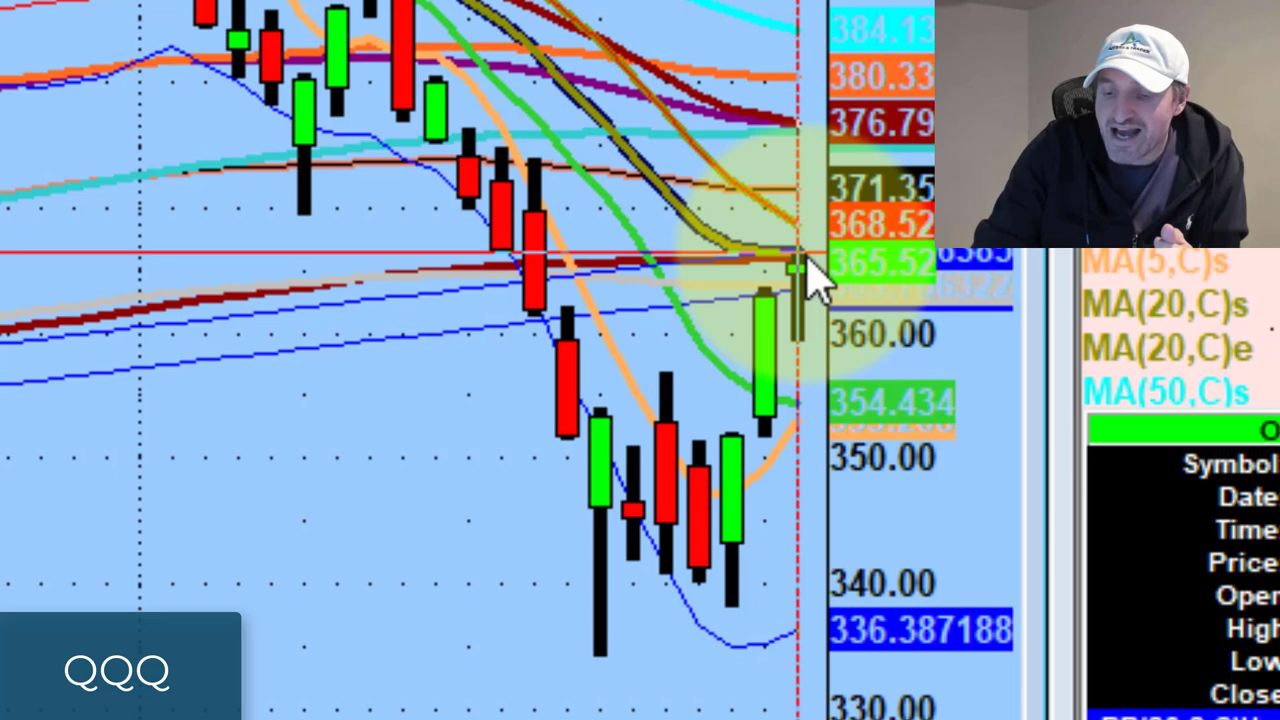 384.13
380.33
376.79
371.35
368.52
365.52
360.00
354.434
350.00
340.00
336.387188
330.00
MA(5,C)s
MA(20,C)s
MA(20,C)e
MA(50,C)s
Symbol
Date
Time
Price
Open
High
Low
Close
QQQ